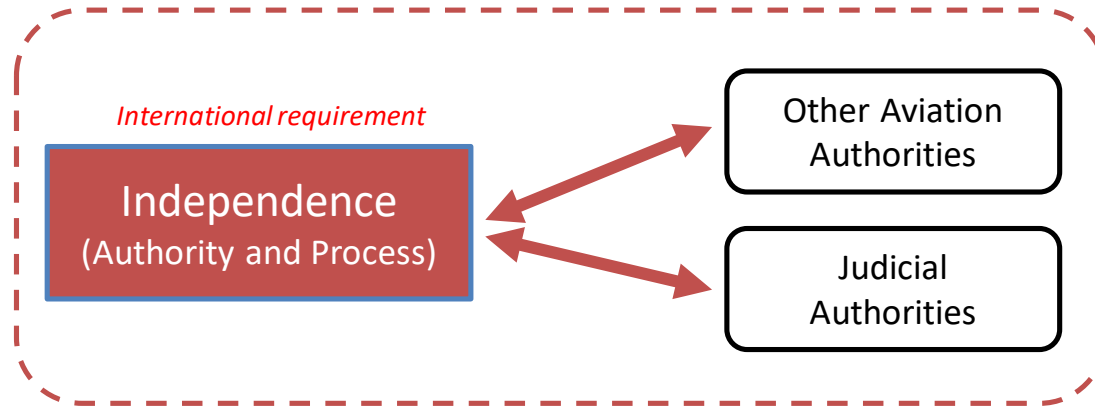 International requirement
Independence
(Authority and Process)
Other Aviation
Authorities
Judicial
Authorities